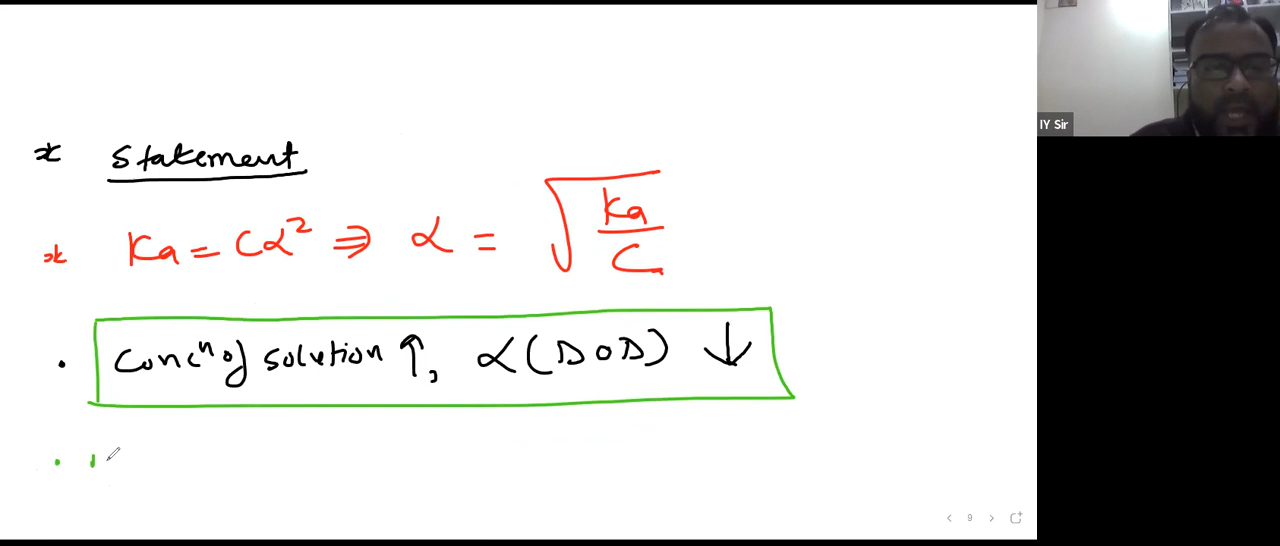 * Statement
* Ka = Cα² ⇒ α = √(Ka/C)
• Concⁿ of solution ↑, α (DOD) ↓
IY Sir
9